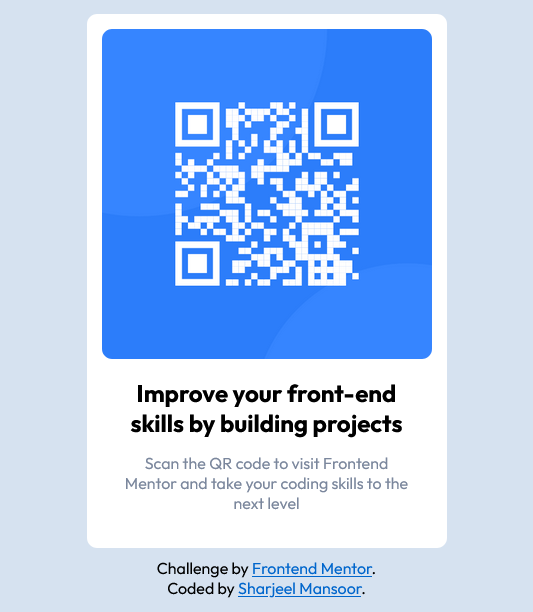 Improve your front-end
skills by building projects
Scan the QR code to visit Frontend
Mentor and take your coding skills to the
next level
Challenge by Frontend Mentor.
Coded by Sharjeel Mansoor.